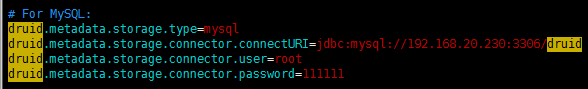 # For MySQL:
druid.metadata.storage.type=mysql
druid.metadata.storage.connector.connectURI=jdbc:mysql://192.168.20.230:3306/druid
druid.metadata.storage.connector.user=root
druid.metadata.storage.connector.password=111111